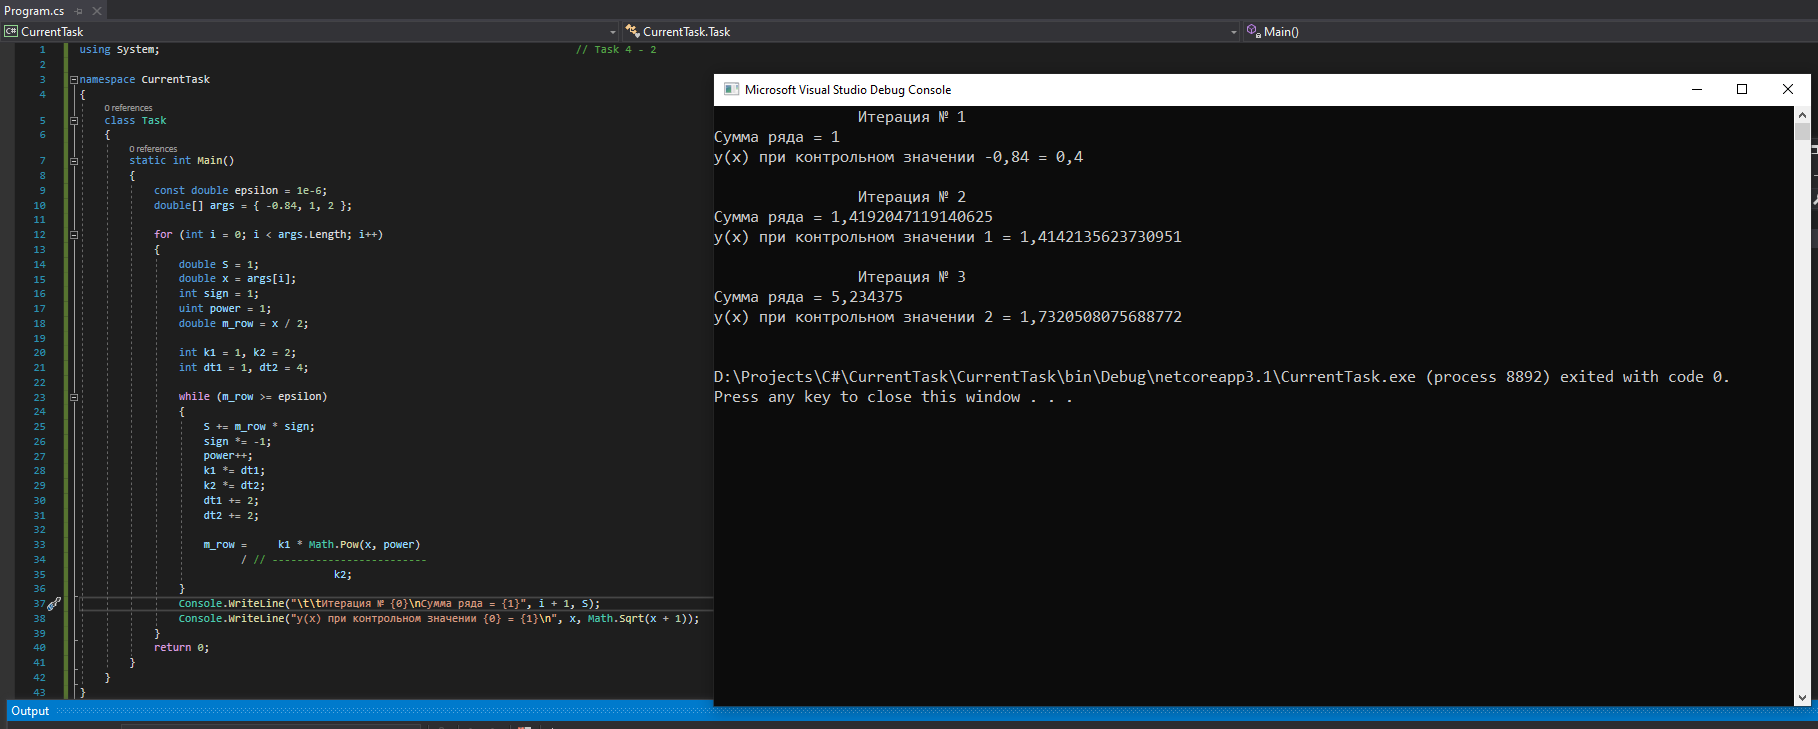 Program.cs
CurrentTask
CurrentTask.Task
Main()
1 using System; // Task 4 - 2
2
3 namespace CurrentTask
4 {
0 references
5 class Task
6 {
0 references
7 static int Main()
8 {
9 const double epsilon = 1e-6;
10 double[] args = { -0.84, 1, 2 };
11
12 for (int i = 0; i < args.Length; i++)
13 {
14 double S = 1;
15 double x = args[i];
16 int sign = 1;
17 uint power = 1;
18 double m_row = x / 2;
19
20 int k1 = 1, k2 = 2;
21 int dt1 = 1, dt2 = 4;
22
23 while (m_row >= epsilon)
24 {
25 S += m_row * sign;
26 sign *= -1;
27 power++;
28 k1 *= dt1;
29 k2 *= dt2;
30 dt1 += 2;
31 dt2 += 2;
32
33 m_row = k1 * Math.Pow(x, power)
34 / // -------------------------
35 k2;
36 }
37 Console.WriteLine("\t\tИтерация № {0}\nСумма ряда = {1}", i + 1, S);
38 Console.WriteLine("y(x) при контрольном значении {0} = {1}\n", x, Math.Sqrt(x + 1));
39 }
40 return 0;
41 }
42 }
43 }
Output
Microsoft Visual Studio Debug Console
Итерация № 1
Сумма ряда = 1
y(x) при контрольном значении -0,84 = 0,4
Итерация № 2
Сумма ряда = 1,4192047119140625
y(x) при контрольном значении 1 = 1,4142135623730951
Итерация № 3
Сумма ряда = 5,234375
y(x) при контрольном значении 2 = 1,7320508075688772
D:\Projects\C#\CurrentTask\CurrentTask\bin\Debug\netcoreapp3.1\CurrentTask.exe (process 8892) exited with code 0.
Press any key to close this window . . .